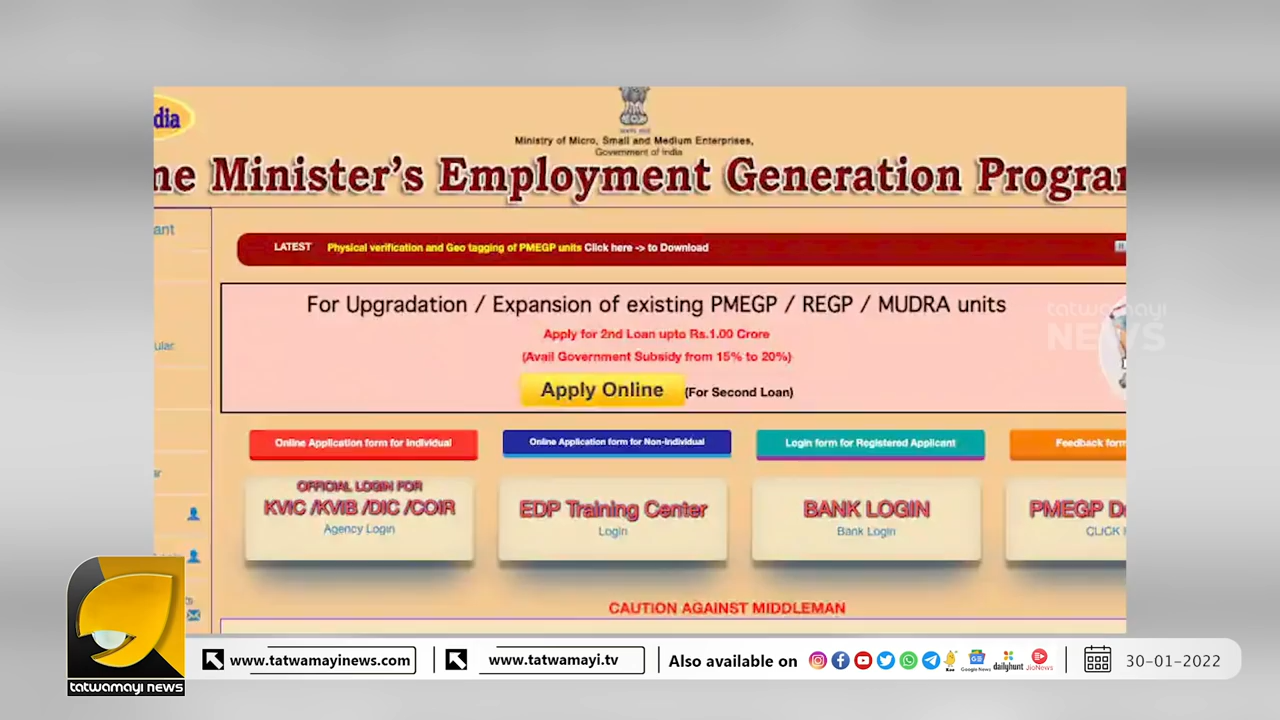 dia
Ministry of Micro, Small and Medium Enterprises,
Government of India
ne Minister's Employment Generation Progra
ant
LATEST Physical verification and Geo tagging of PMEGP units Click here -> to Download
For Upgradation / Expansion of existing PMEGP / REGP / MUDRA units
Apply for 2nd Loan upto Rs.1.00 Crore
(Avail Government Subsidy from 15% to 20%)
Apply Online (For Second Loan)
tatwamayi
NEWS
ular
Online Application form for Individual
Online Application form for Non-Individual
Login form for Registered Applicant
Feedback form
OFFICIAL LOGIN FOR
KVIC /KVIB /DIC /COIR
Agency Login
EDP Training Center
Login
BANK LOGIN
Bank Login
PMEGP D
CLICK
CAUTION AGAINST MIDDLEMAN
tatwamayi news
www.tatwamayinews.com
www.tatwamayi.tv
Also available on
Koo
Google News
dailyhunt
JioNews
30-01-2022